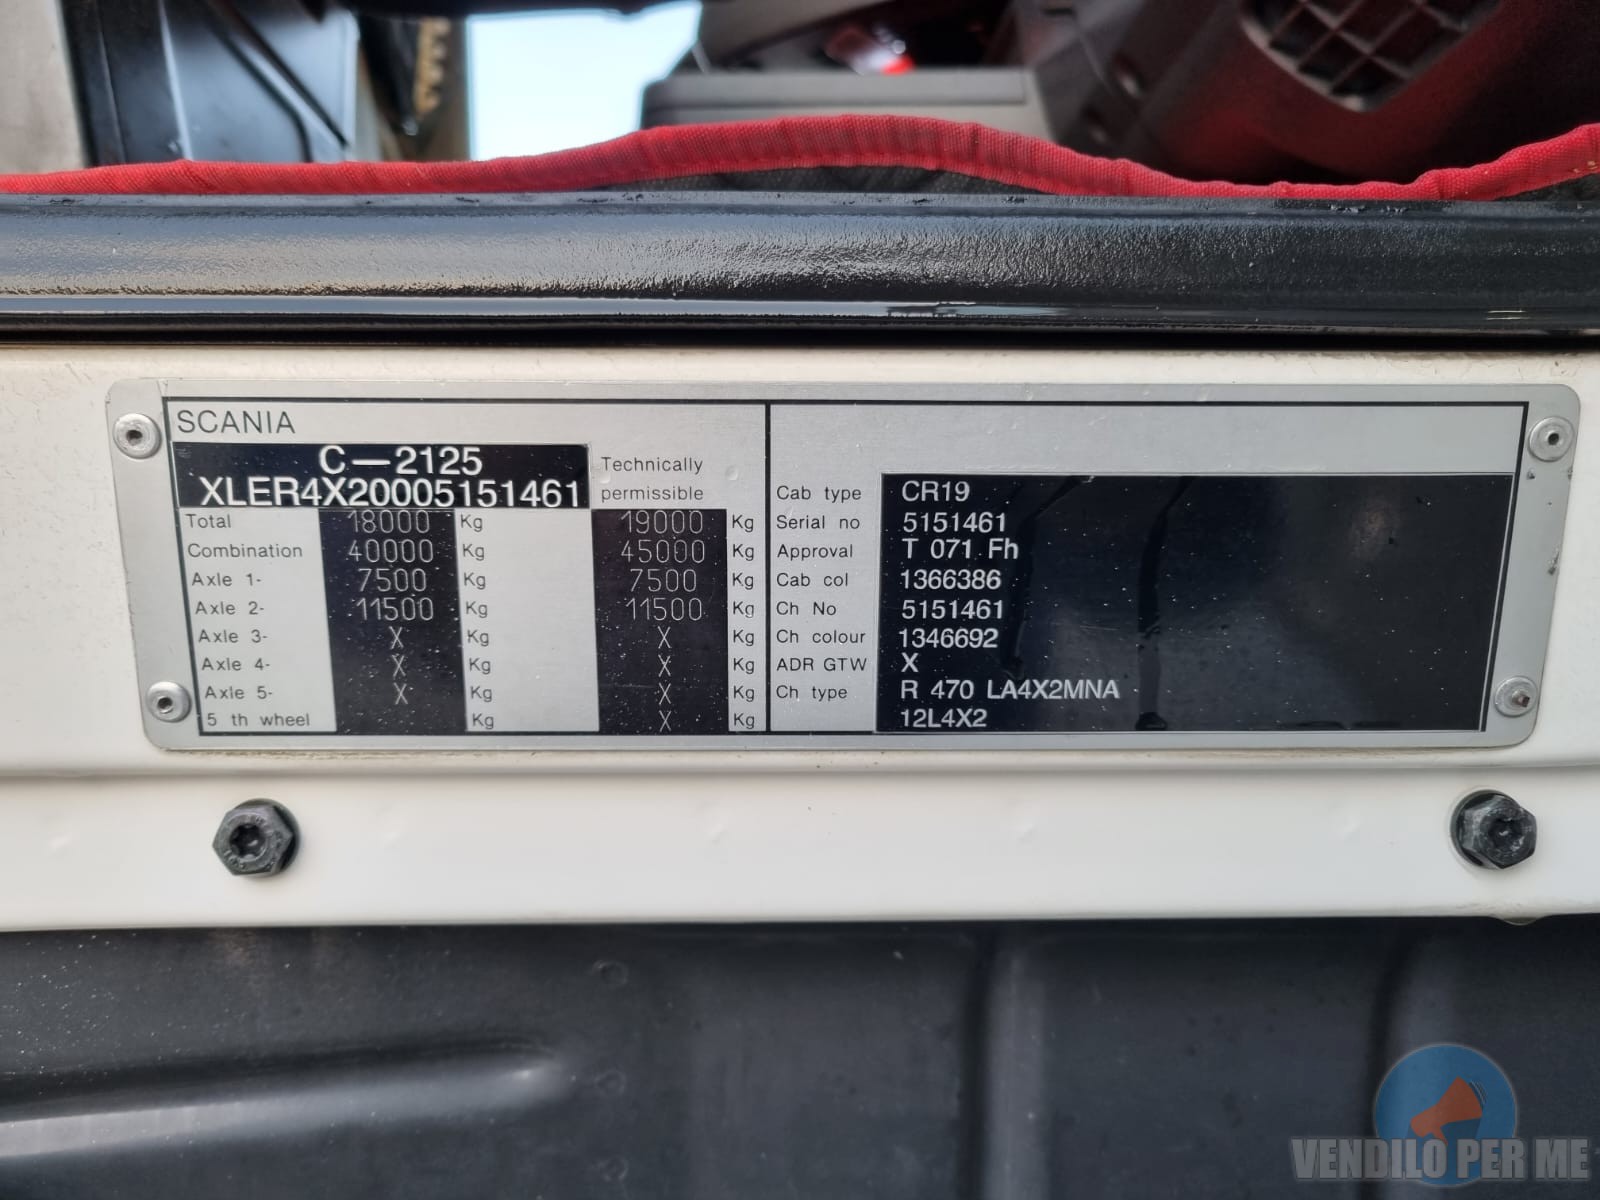 SCANIA
C-2125
XLER4X20005151461
Technically
permissible
Total 18000 Kg 19000 Kg
Combination 40000 Kg 45000 Kg
Axle 1- 7500 Kg 7500 Kg
Axle 2- 11500 Kg 11500 Kg
Axle 3- X Kg X Kg
Axle 4- X Kg X Kg
Axle 5- X Kg X Kg
5 th wheel Kg X Kg
Cab type CR19
Serial no 5151461
Approval T 071 Fh
Cab col 1366386
Ch No 5151461
Ch colour 1346692
ADR GTW X
Ch type R 470 LA4X2MNA
12L4X2
VENDILO PER ME